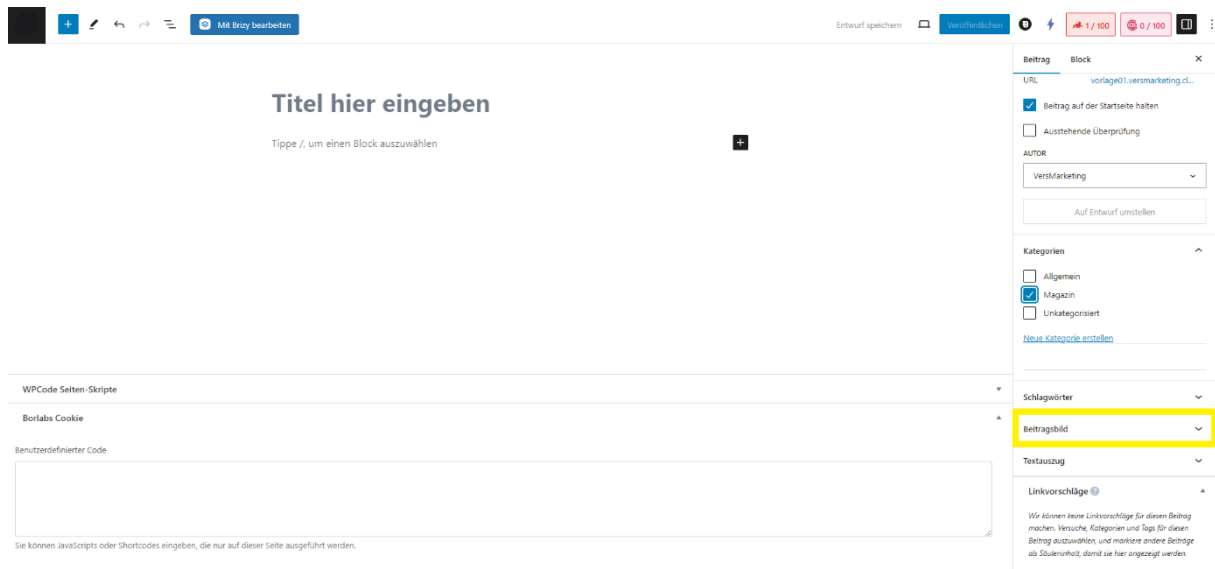 Mit Brizy bearbeiten
Entwurf speichern
Veröffentlichen
1 / 100
0 / 100
Titel hier eingeben
Tippe /, um einen Block auszuwählen
WPCode Seiten-Skripte
Borlabs Cookie
Benutzerdefinierter Code
Sie können JavaScripts oder Shortcodes eingeben, die nur auf dieser Seite ausgeführt werden.
Beitrag Block
URL vorlage01.versmarketing.cl...
Beitrag auf der Startseite halten
Ausstehende Überprüfung
AUTOR
VersMarketing
Auf Entwurf umstellen
Kategorien
Allgemein
Magazin
Unkategorisiert
Neue Kategorie erstellen
Schlagwörter
Beitragsbild
Textauszug
Linkvorschläge
Wir können keine Linkvorschläge für diesen Beitrag
machen. Versuche, Kategorien und Tags für diesen
Beitrag auszuwählen, und markiere andere Beiträge
als Säuleninhalt, damit sie hier angezeigt werden.